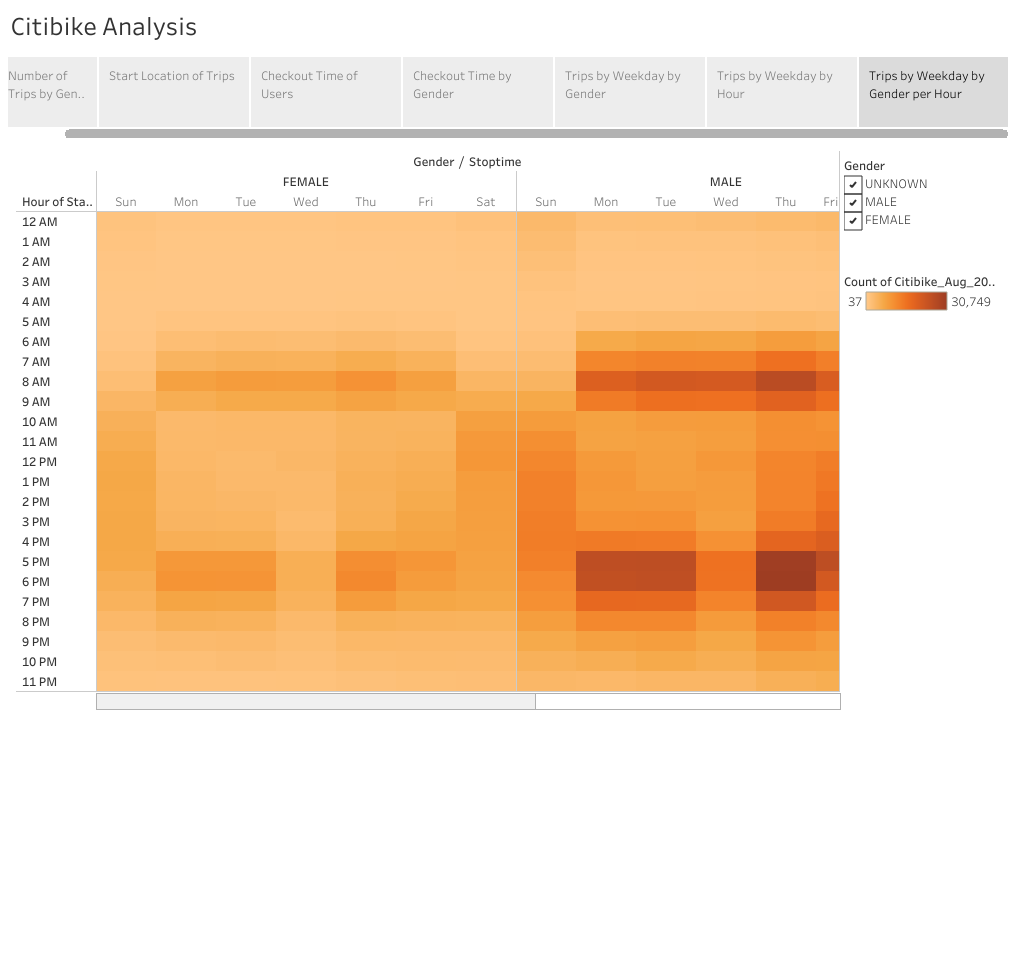 Citibike Analysis
Number of
Trips by Gen..
Start Location of Trips
Checkout Time of
Users
Checkout Time by
Gender
Trips by Weekday by
Gender
Trips by Weekday by
Hour
Trips by Weekday by
Gender per Hour
Gender / Stoptime
FEMALE MALE
Hour of Sta.. Sun Mon Tue Wed Thu Fri Sat Sun Mon Tue Wed Thu Fri
12 AM
1 AM
2 AM
3 AM
4 AM
5 AM
6 AM
7 AM
8 AM
9 AM
10 AM
11 AM
12 PM
1 PM
2 PM
3 PM
4 PM
5 PM
6 PM
7 PM
8 PM
9 PM
10 PM
11 PM
Gender
UNKNOWN
MALE
FEMALE
Count of Citibike_Aug_20..
37 30,749